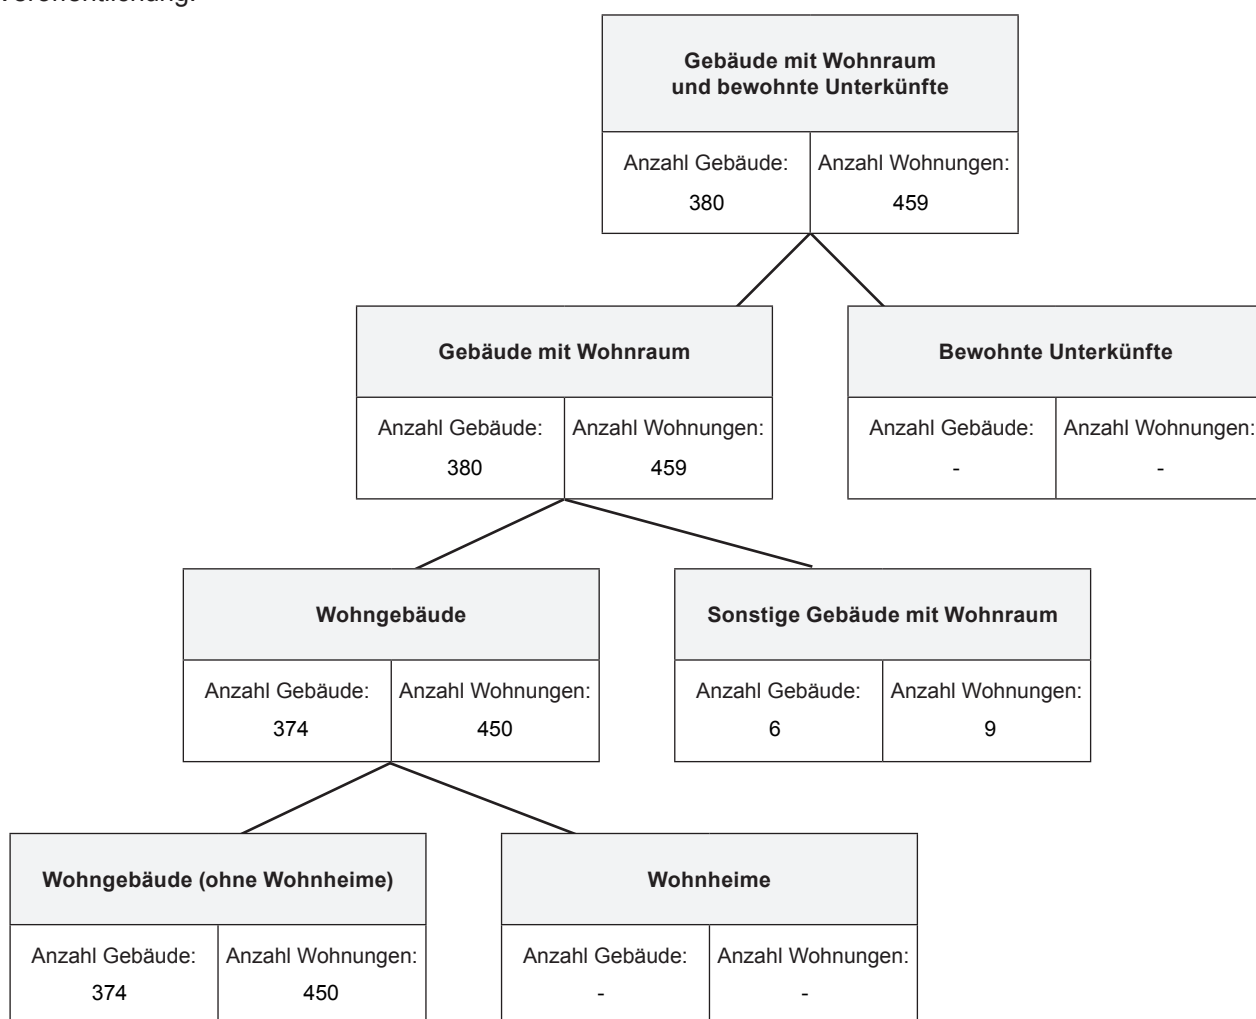 Gebäude mit Wohnraum
und bewohnte Unterkünfte
Anzahl Gebäude: Anzahl Wohnungen:
380 459
Gebäude mit Wohnraum
Anzahl Gebäude: Anzahl Wohnungen:
380 459
Bewohnte Unterkünfte
Anzahl Gebäude: Anzahl Wohnungen:
- -
Wohngebäude
Anzahl Gebäude: Anzahl Wohnungen:
374 450
Sonstige Gebäude mit Wohnraum
Anzahl Gebäude: Anzahl Wohnungen:
6 9
Wohngebäude (ohne Wohnheime)
Anzahl Gebäude: Anzahl Wohnungen:
374 450
Wohnheime
Anzahl Gebäude: Anzahl Wohnungen:
- -